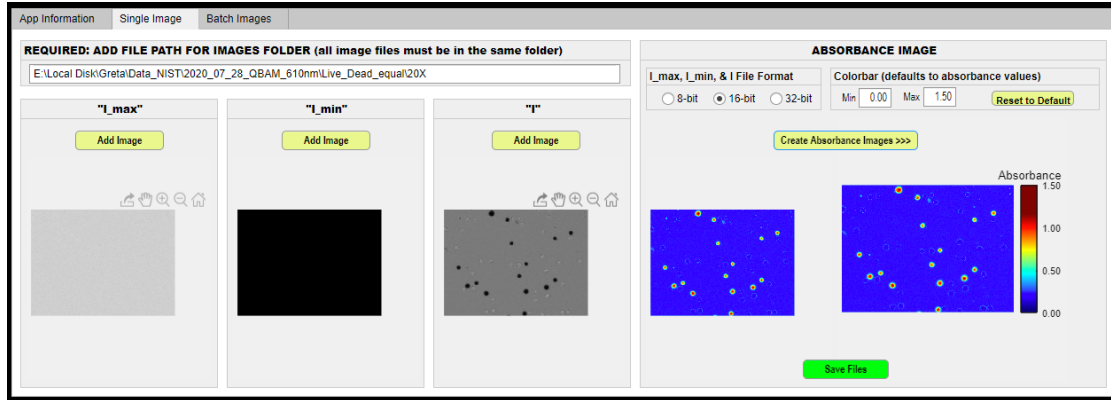 App Information
Single Image
Batch Images
REQUIRED: ADD FILE PATH FOR IMAGES FOLDER (all image files must be in the same folder)
E:\Local Disk\Greta\Data_NIST\2020_07_28_QBAM_610nm\Live_Dead_equal\20X
"I_max"
Add Image
"I_min"
Add Image
"I"
Add Image
ABSORBANCE IMAGE
I_max, I_min, & I File Format
8-bit
16-bit
32-bit
Colorbar (defaults to absorbance values)
Min 0.00 Max 1.50
Reset to Default
Create Absorbance Images >>>
Absorbance
1.50
1.00
0.50
0.00
Save Files